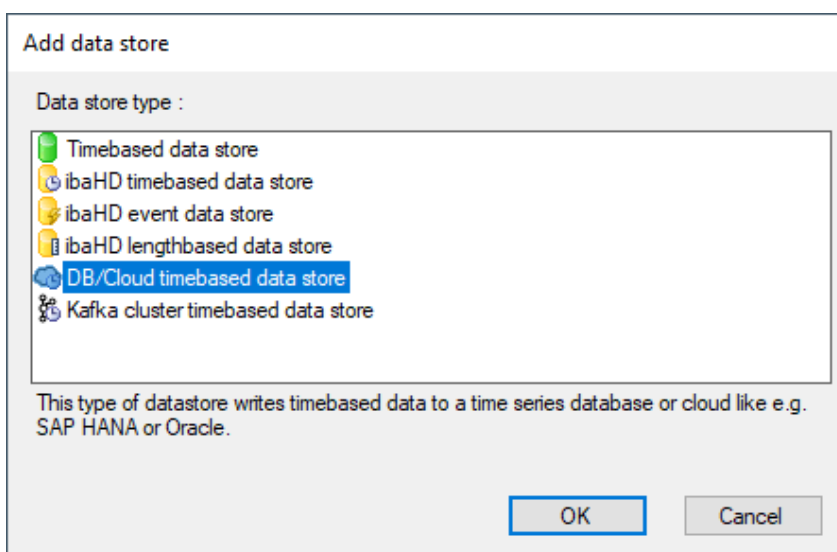 Add data store
Data store type :
Timebased data store
ibaHD timebased data store
ibaHD event data store
ibaHD lengthbased data store
DB/Cloud timebased data store
Kafka cluster timebased data store
This type of datastore writes timebased data to a time series database or cloud like e.g.
SAP HANA or Oracle.
OK
Cancel